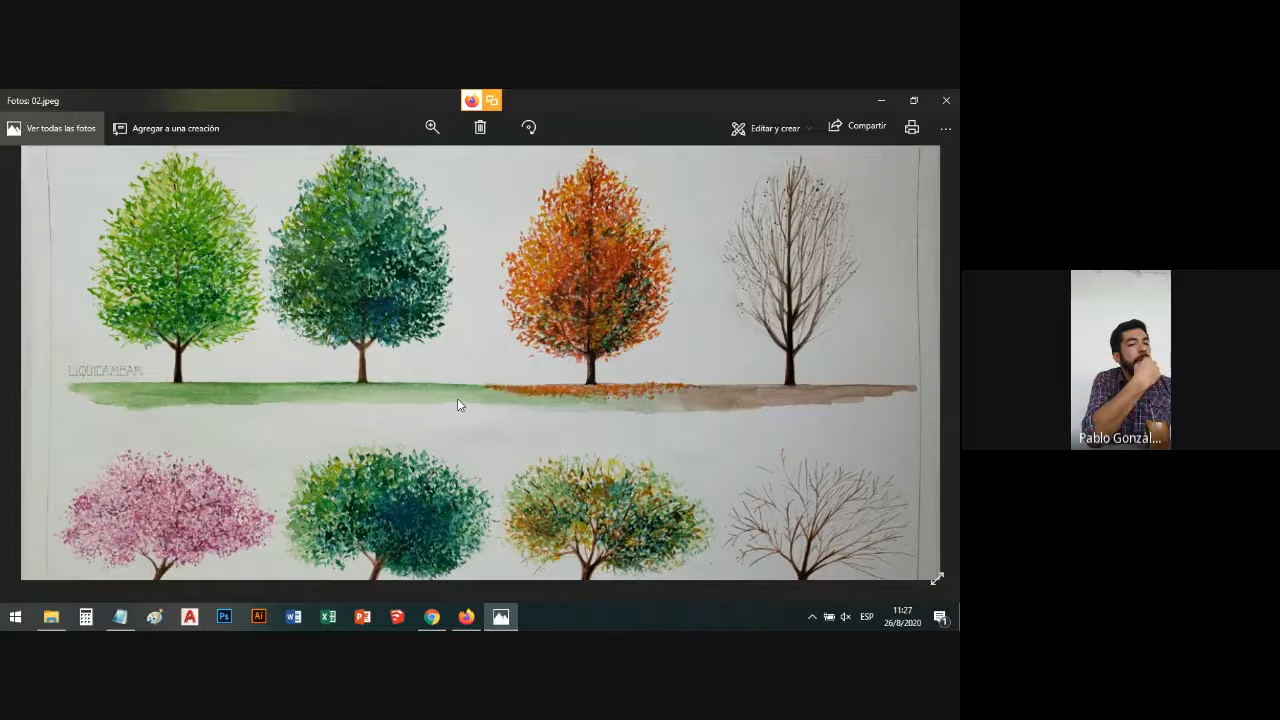 Fotos: 02.jpeg
Ver todas las fotos
Agregar a una creación
Editar y crear
Compartir
LIQUIDAMBAR
Pablo Gonzal...
11:27
ESP
26/8/2020